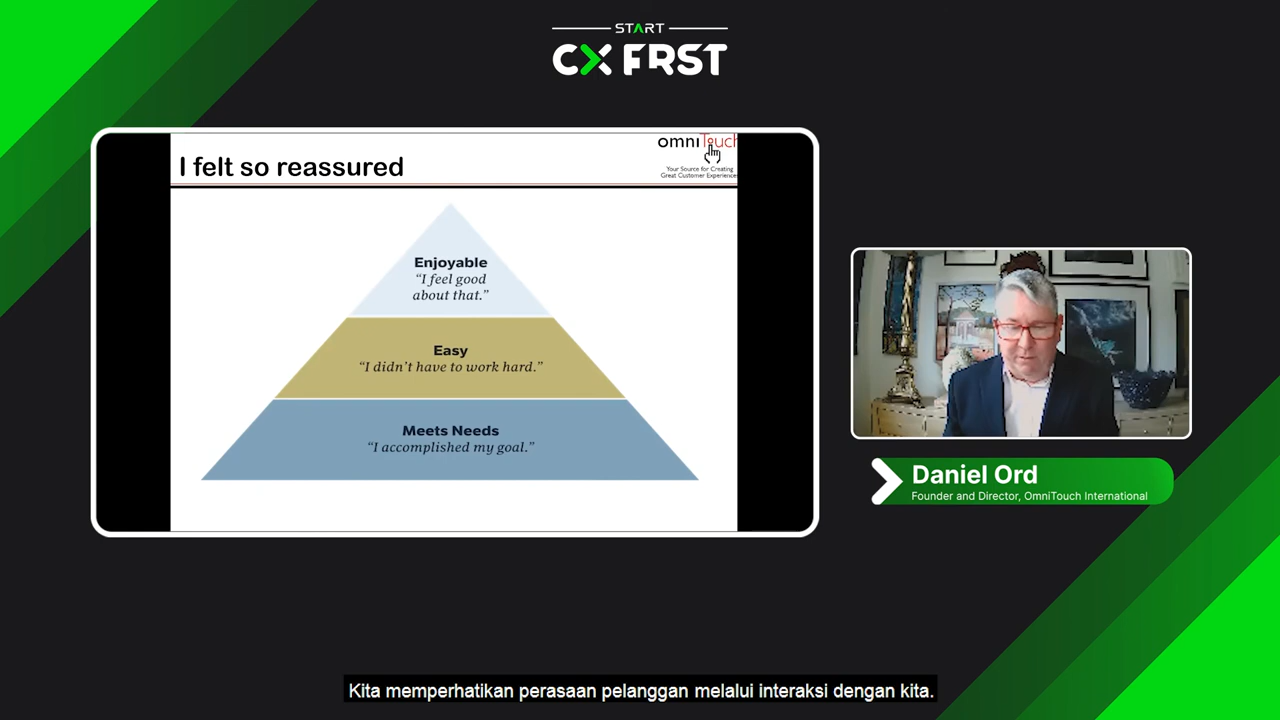 START
CX FRST
I felt so reassured
omniTouch
Your Source for Creating
Great Customer Experiences
Enjoyable
“I feel good
about that.”
Easy
“I didn’t have to work hard.”
Meets Needs
“I accomplished my goal.”
Daniel Ord
Founder and Director, OmniTouch International
Kita memperhatikan perasaan pelanggan melalui interaksi dengan kita.